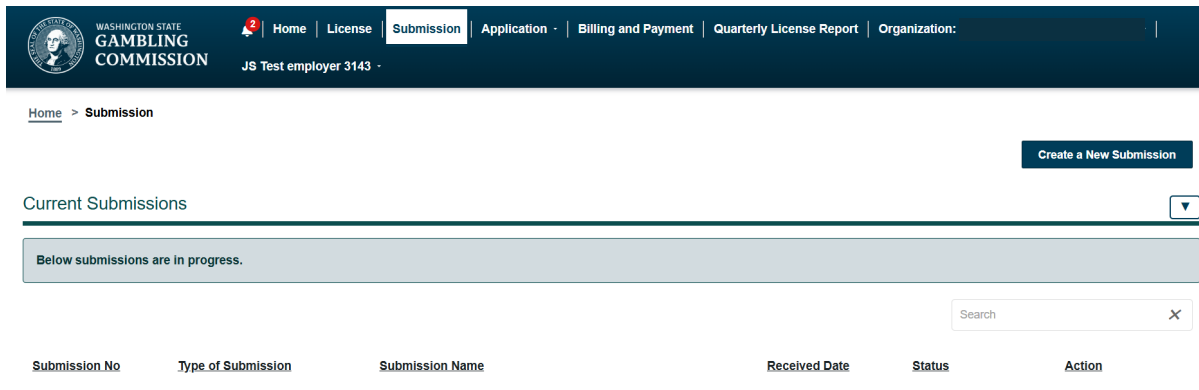 WASHINGTON STATE
GAMBLING
COMMISSION
2
Home
License
Submission
Application
Billing and Payment
Quarterly License Report
Organization:
JS Test employer 3143
Home > Submission
Create a New Submission
Current Submissions
Below submissions are in progress.
Search
Submission No
Type of Submission
Submission Name
Received Date
Status
Action